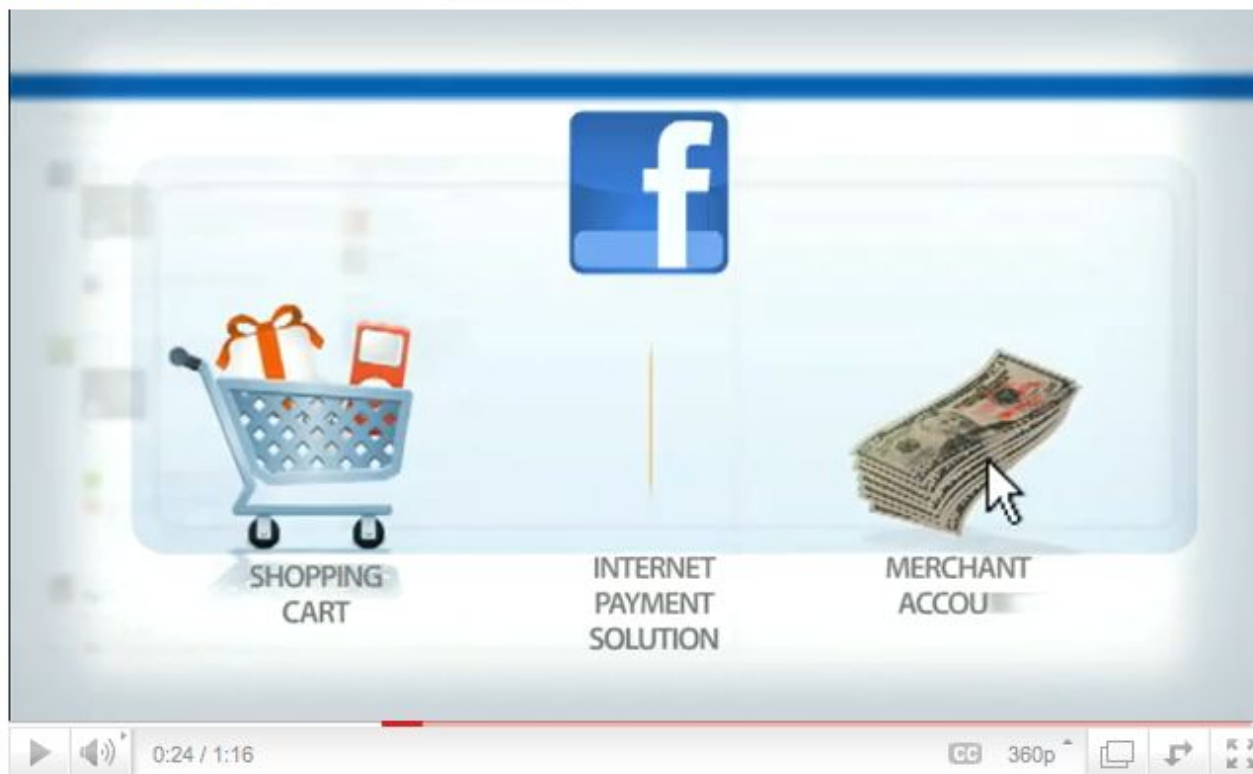 f
SHOPPING
CART
INTERNET
PAYMENT
SOLUTION
MERCHANT
ACCOU
0:24 / 1:16
CC
360p